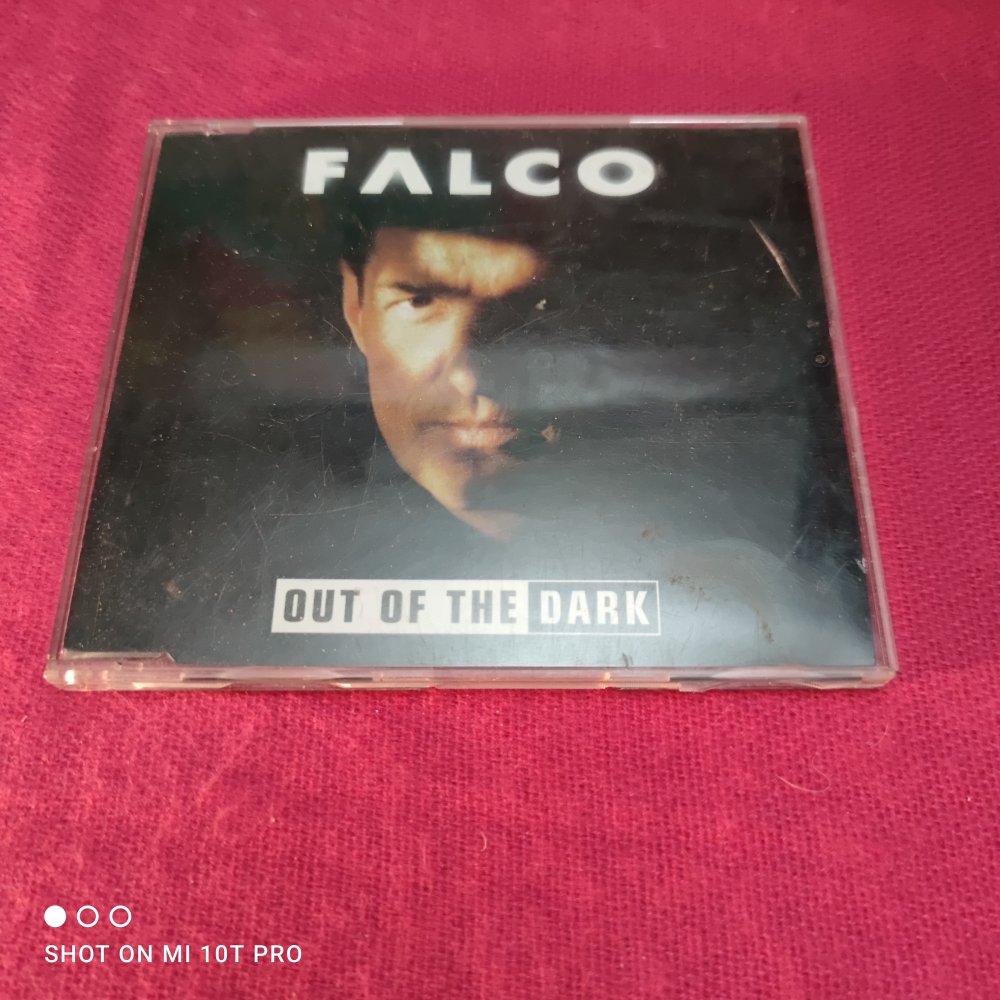 FALCO
OUT OF THE DARK
SHOT ON MI 10T PRO